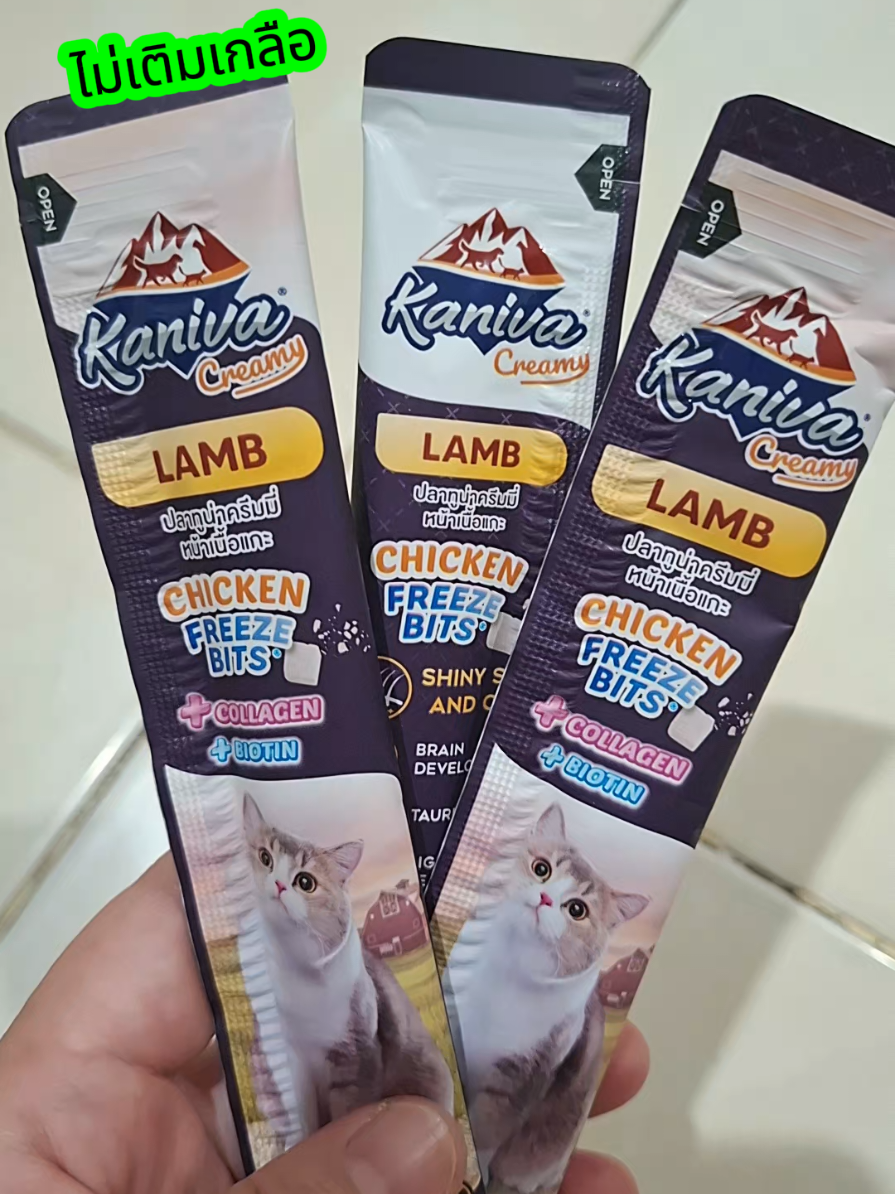 ไม่เติมเกลือ
OPEN
Kaniva
Creamy
LAMB
ปลาทูน่าครีมมี่
หน้าเนื้อแกะ
CHICKEN
FREEZE
BITS*
+COLLAGEN
+BIOTIN
OPEN
Kaniva
Creamy
LAMB
ปลาทูน่าครีมมี่
หน้าเนื้อแกะ
CHICKEN
FREEZE
BITS*
SHINY
AND
BRAIN
OPEN
Kaniva
Creamy
LAMB
ปลาทูน่าครีมมี่
หน้าเนื้อแกะ
CHICKEN
FREEZE
BITS*
+COLLAGEN
+BIOTIN